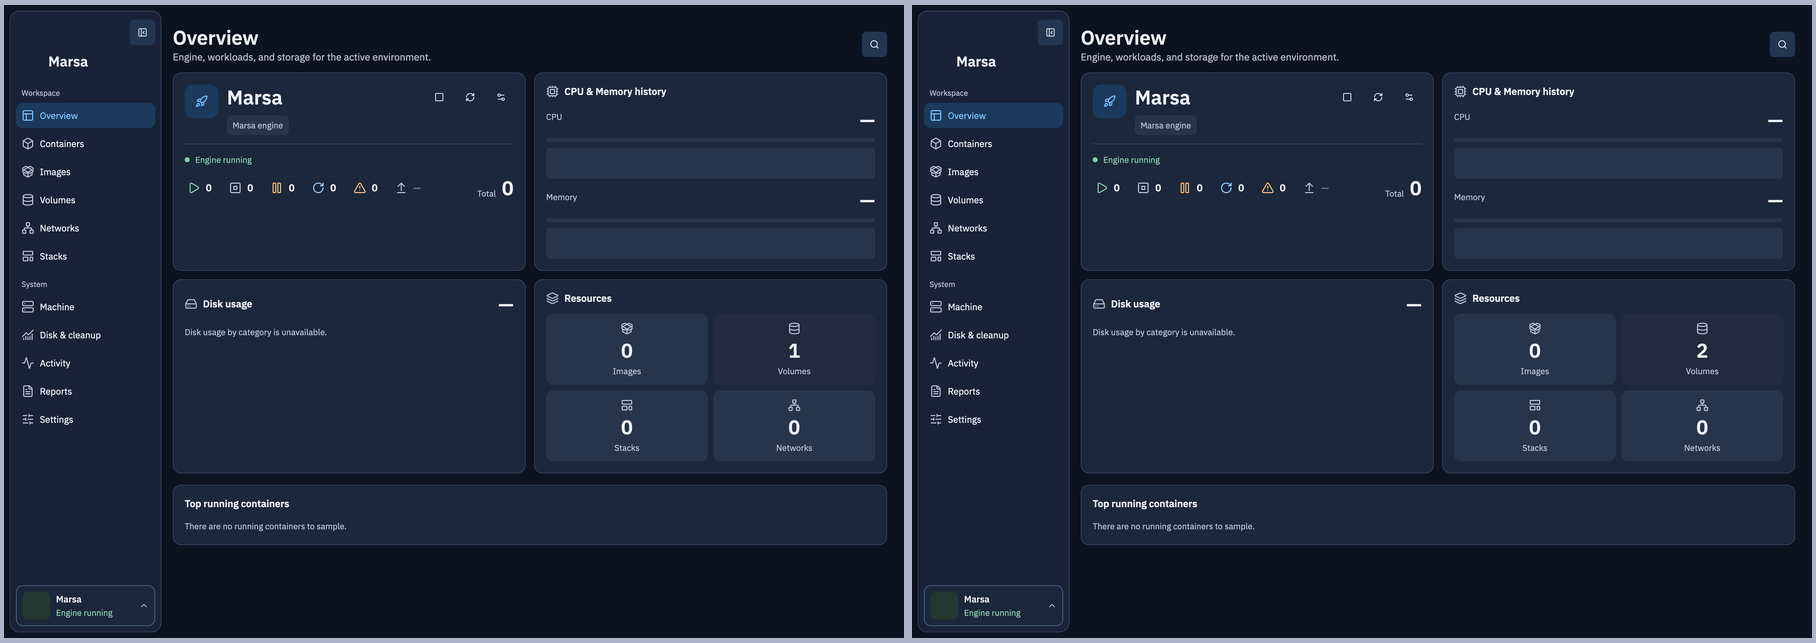 Marsa
Workspace
Overview
Containers
Images
Volumes
Networks
Stacks
System
Machine
Disk & cleanup
Activity
Reports
Settings
Marsa
Engine running
Overview
Engine, workloads, and storage for the active environment.
Marsa
Marsa engine
Engine running
0 0 0 0 0 — Total 0
CPU & Memory history
CPU —
Memory —
Disk usage —
Disk usage by category is unavailable.
Resources
0
Images
1
Volumes
0
Stacks
0
Networks
Top running containers
There are no running containers to sample.
Marsa
Workspace
Overview
Containers
Images
Volumes
Networks
Stacks
System
Machine
Disk & cleanup
Activity
Reports
Settings
Marsa
Engine running
Overview
Engine, workloads, and storage for the active environment.
Marsa
Marsa engine
Engine running
0 0 0 0 0 — Total 0
CPU & Memory history
CPU —
Memory —
Disk usage —
Disk usage by category is unavailable.
Resources
0
Images
2
Volumes
0
Stacks
0
Networks
Top running containers
There are no running containers to sample.